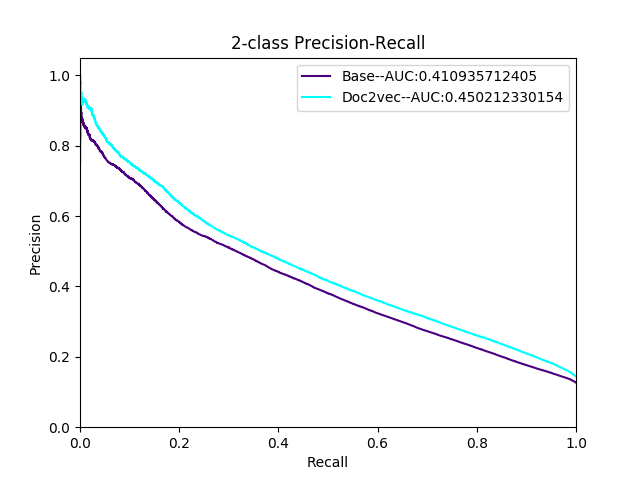 2-class Precision-Recall
Base--AUC:0.410935712405
Doc2vec--AUC:0.450212330154
Precision
1.0
0.8
0.6
0.4
0.2
0.0
0.0 0.2 0.4 0.6 0.8 1.0
Recall